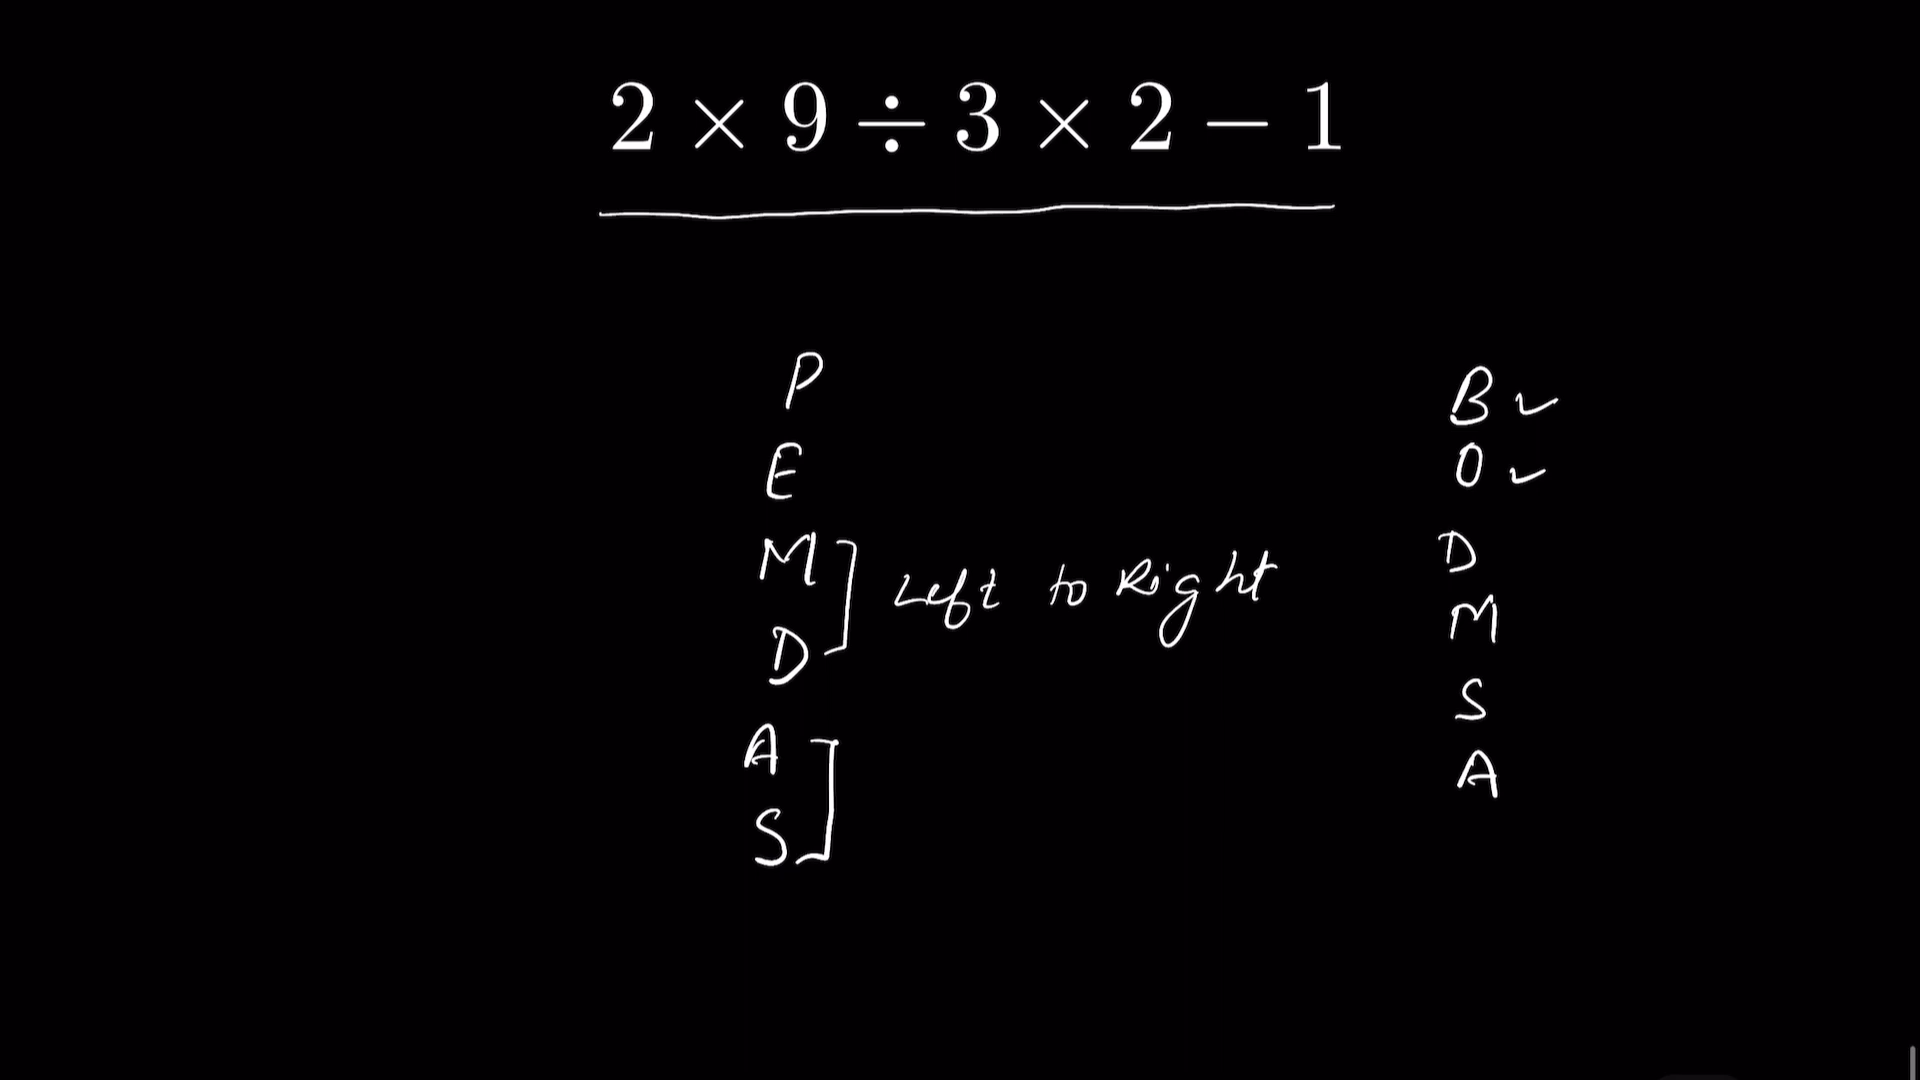 2 × 9 ÷ 3 × 2 − 1
P
E
M
D
Left to Right
A
S
B ✓
O ✓
D
M
S
A